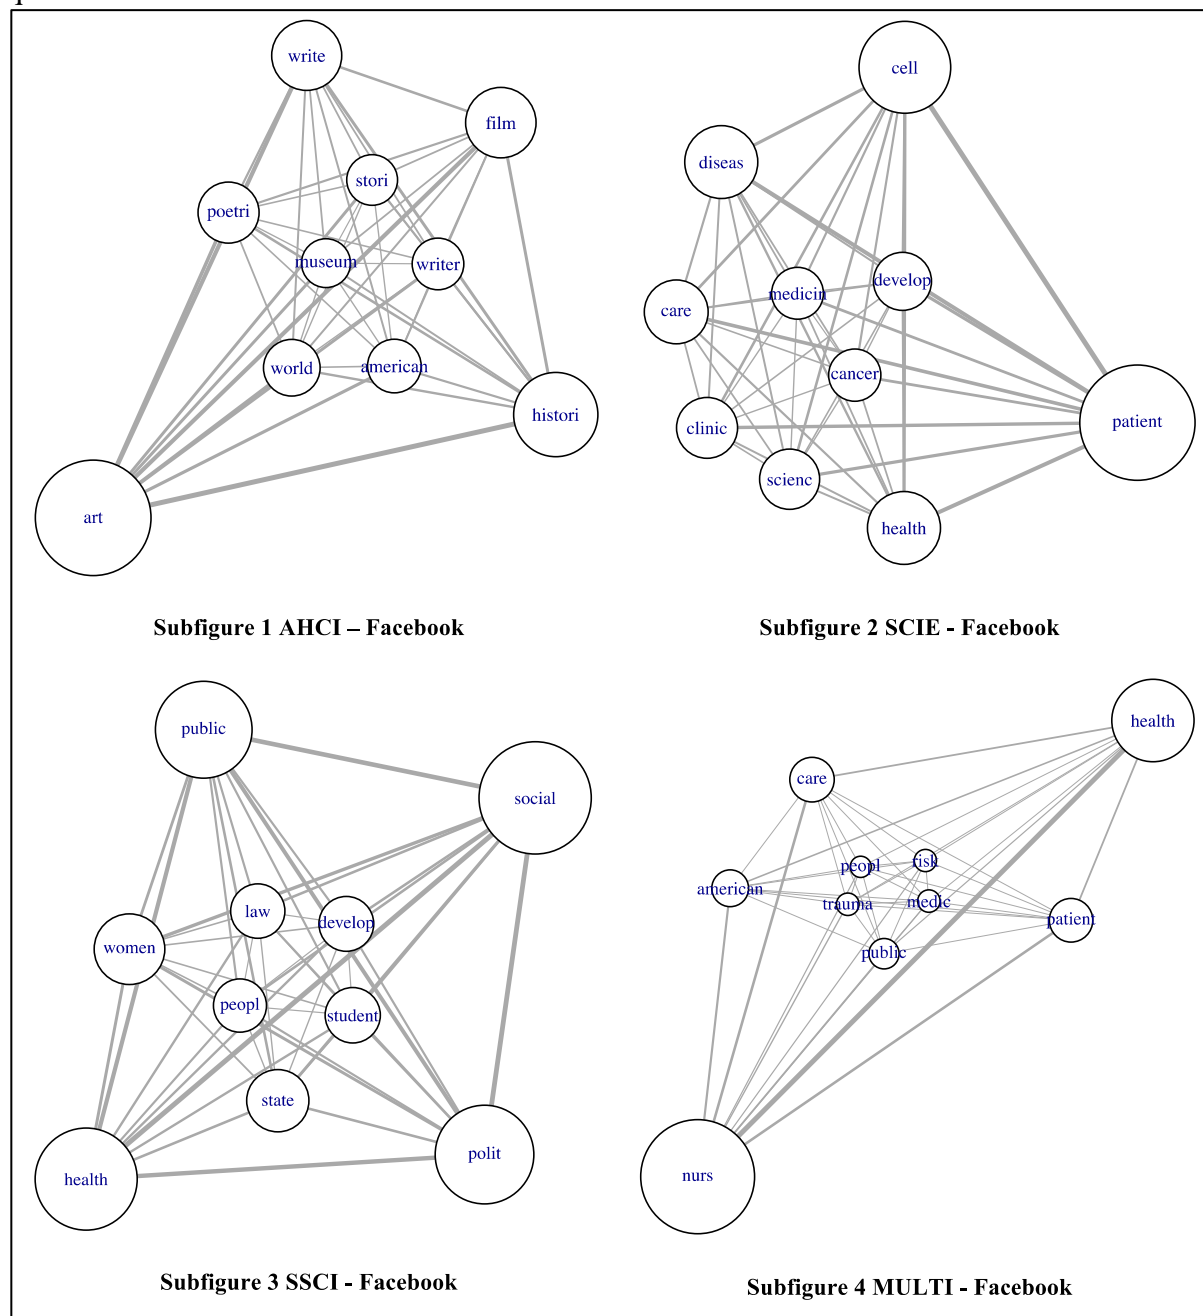 write
film
stori
poetri
museum
writer
world
american
histori
art
Subfigure 1 AHCI – Facebook
cell
diseas
develop
medicin
care
cancer
patient
clinic
scienc
health
Subfigure 2 SCIE - Facebook
public
social
law
develop
women
peopl
student
state
polit
health
Subfigure 3 SSCI - Facebook
health
care
peopl
risk
american
trauma
medic
patient
public
nurs
Subfigure 4 MULTI - Facebook